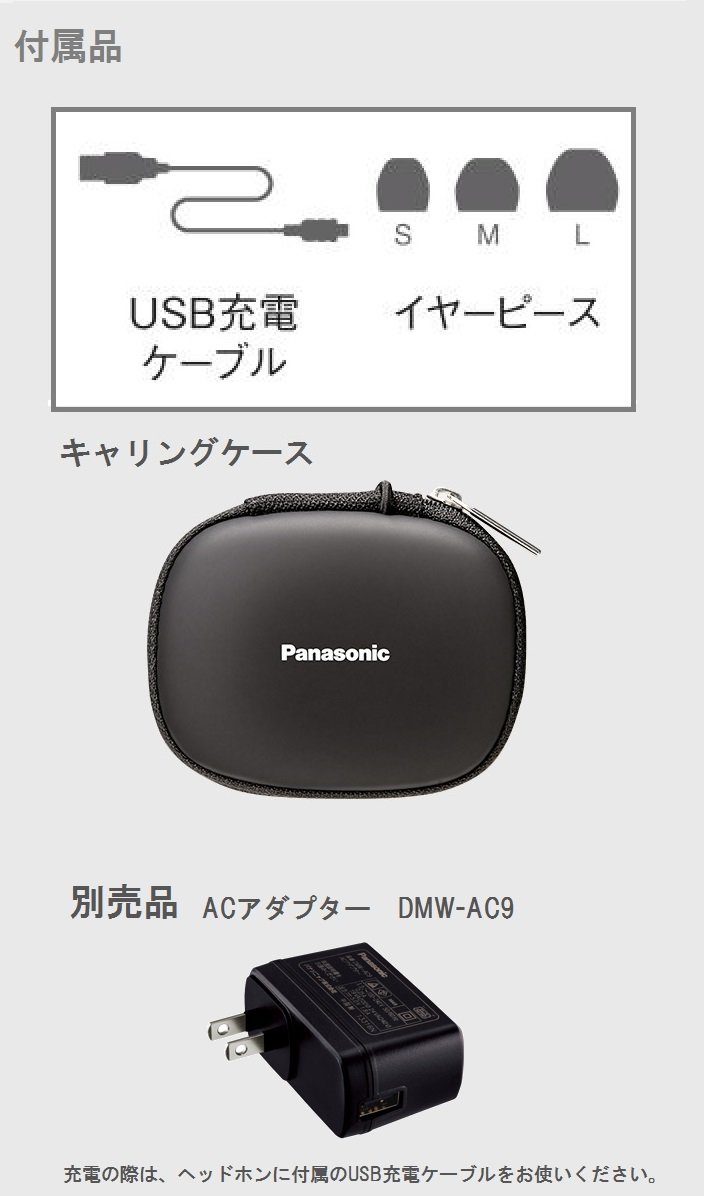 付属品
S M L
USB充電
ケーブル
イヤーピース
キャリングケース
Panasonic
別売品 ACアダプター DMW-AC9
Panasonic
充電の際は、ヘッドホンに付属のUSB充電ケーブルをお使いください。